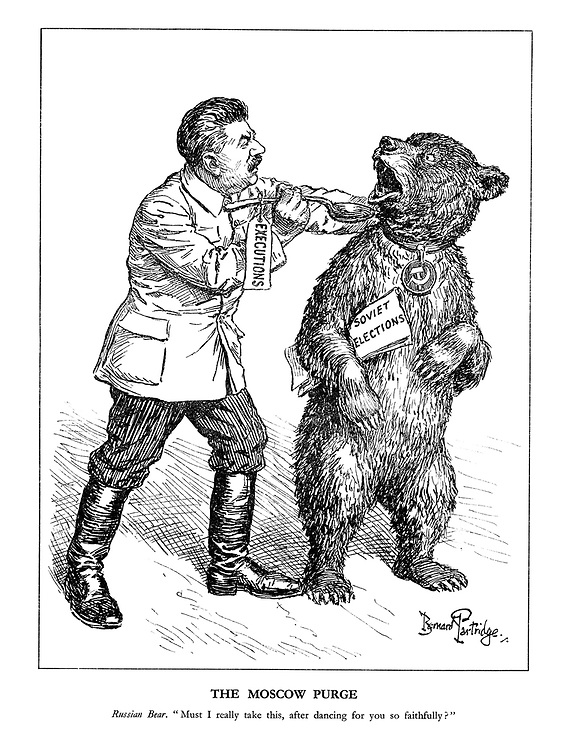 EXECUTIONS
SOVIET
ELECTIONS
Bernard Partridge.
THE MOSCOW PURGE
Russian Bear. "Must I really take this, after dancing for you so faithfully?"